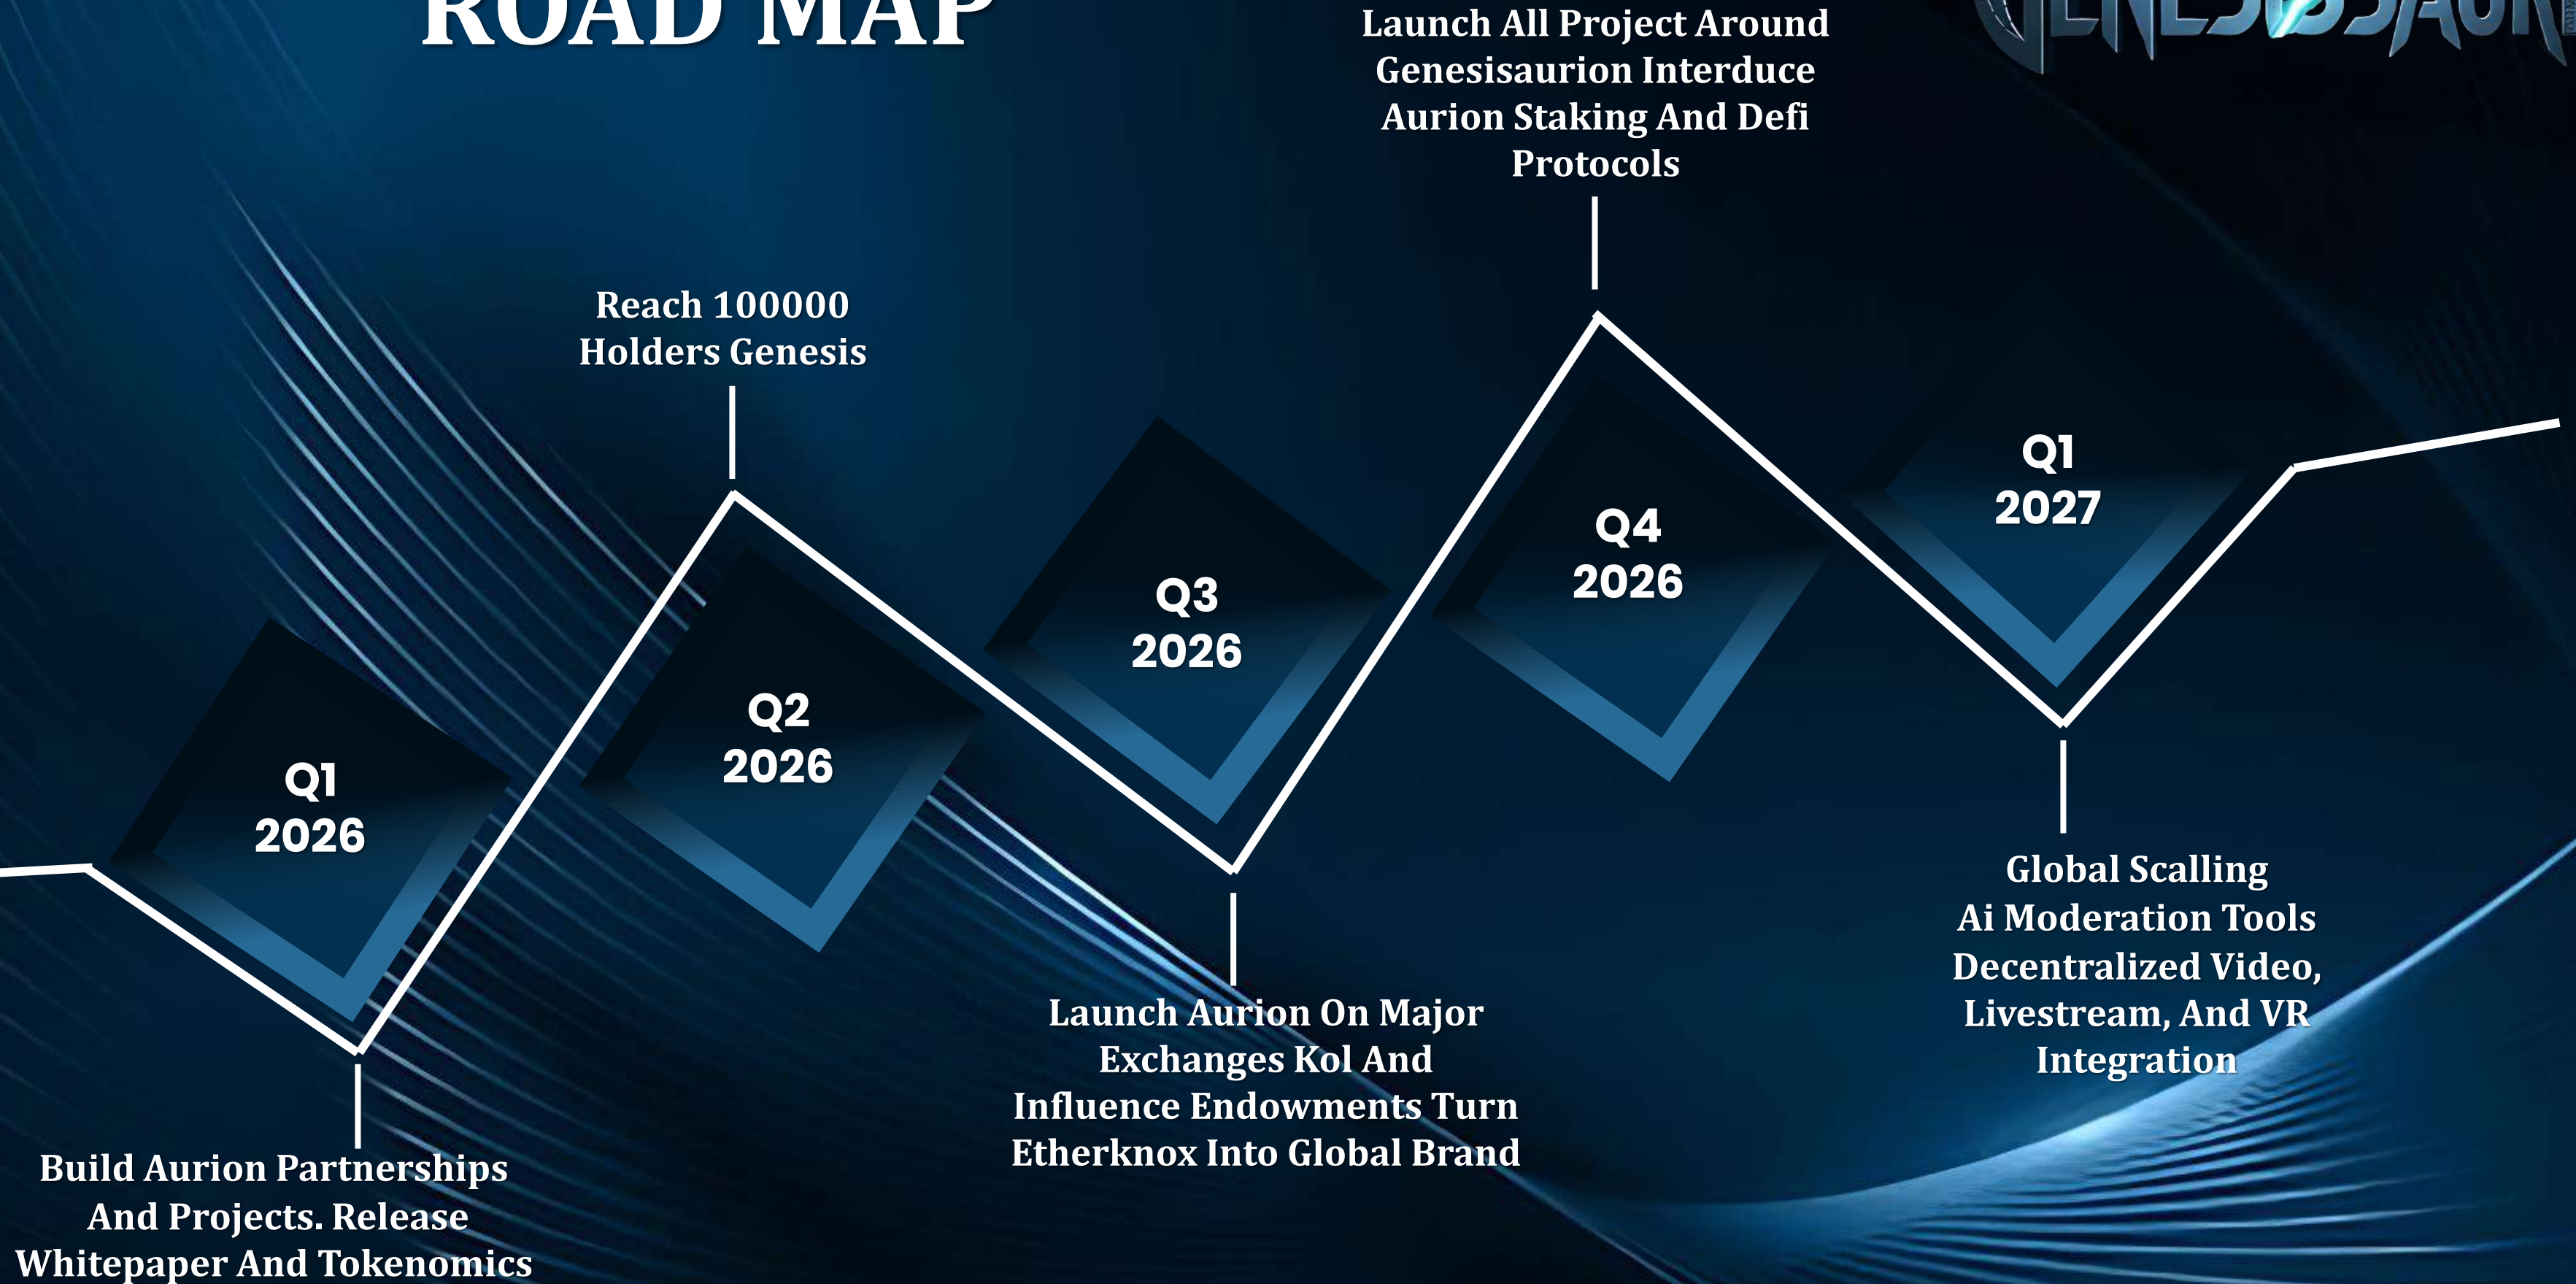 ROAD MAP
Launch All Project Around
Genesisaurion Interduce
Aurion Staking And Defi
Protocols
Reach 100000
Holders Genesis
Q1
2026
Q2
2026
Q3
2026
Q4
2026
Q1
2027
Build Aurion Partnerships
And Projects. Release
Whitepaper And Tokenomics
Launch Aurion On Major
Exchanges Kol And
Influence Endowments Turn
Etherknox Into Global Brand
Global Scalling
Ai Moderation Tools
Decentralized Video,
Livestream, And VR
Integration